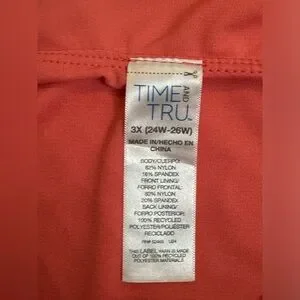 TIME AND
TRU
3X (24W-26W)
MADE IN/HECHO EN
CHINA
BODY/CUERPO:
82% NYLON
18% SPANDEX
FRONT LINING/
FORRO FRONTAL:
80% NYLON
20% SPANDEX
BACK LINING/
FORRO POSTERIOR:
100% RECYCLED
POLYESTER/POLIÉSTER
RECICLADO
THIS LABEL YARN IS MADE
OUT OF 100% RECYCLED
POLYESTER MATERIALS